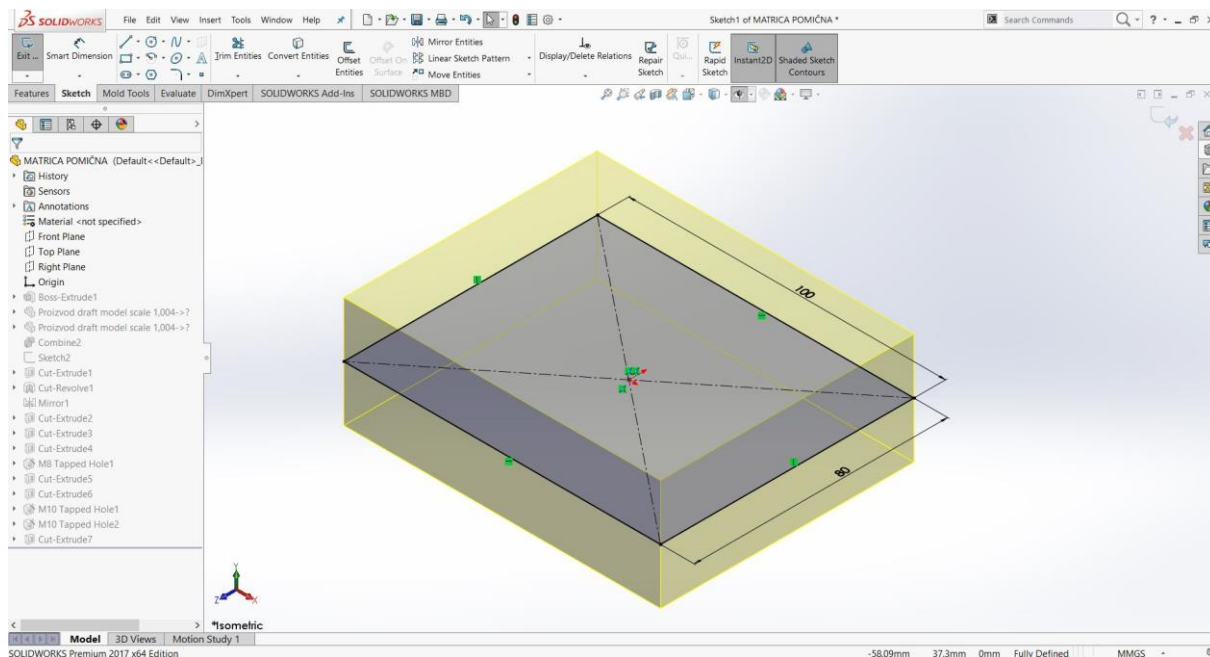 SOLIDWORKS File Edit View Insert Tools Window Help Sketch1 of MATRICA POMIČNA * Search Commands
Exit ... Smart Dimension Trim Entities Convert Entities Offset Entities Offset On Surface Mirror Entities Linear Sketch Pattern Move Entities Display/Delete Relations Repair Sketch Qui... Rapid Sketch Instant2D Shaded Sketch Contours
Features Sketch Mold Tools Evaluate DimXpert SOLIDWORKS Add-Ins SOLIDWORKS MBD
MATRICA POMIČNA (Default<<Default>_
History
Sensors
Annotations
Material <not specified>
Front Plane
Top Plane
Right Plane
Origin
Boss-Extrude1
Proizvod draft model scale 1,004->?
Proizvod draft model scale 1,004->?
Combine2
Sketch2
Cut-Extrude1
Cut-Revolve1
Mirror1
Cut-Extrude2
Cut-Extrude3
Cut-Extrude4
M8 Tapped Hole1
Cut-Extrude5
Cut-Extrude6
M10 Tapped Hole1
M10 Tapped Hole2
Cut-Extrude7
100
80
Y
Z
X
*Isometric
Model 3D Views Motion Study 1
SOLIDWORKS Premium 2017 x64 Edition -58.09mm 37.3mm 0mm Fully Defined MMGS